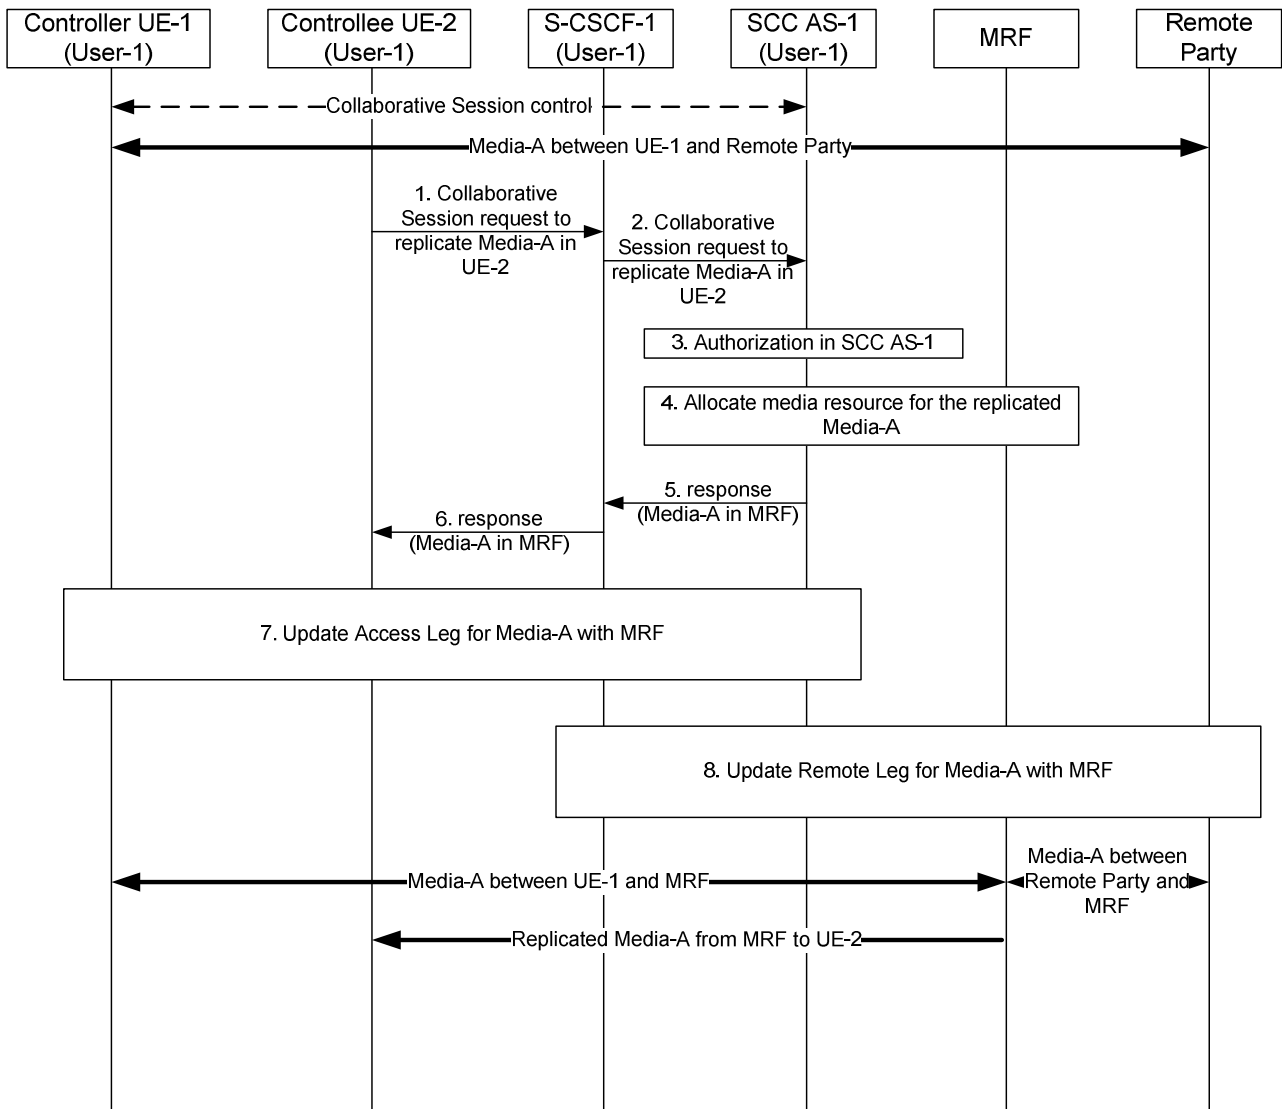 Controller UE-1
(User-1)
Controllee UE-2
(User-1)
S-CSCF-1
(User-1)
SCC AS-1
(User-1)
MRF
Remote
Party
Collaborative Session control
Media-A between UE-1 and Remote Party
1. Collaborative
Session request to
replicate Media-A in
UE-2
2. Collaborative
Session request to
replicate Media-A in
UE-2
3. Authorization in SCC AS-1
4. Allocate media resource for the replicated
Media-A
5. response
(Media-A in MRF)
6. response
(Media-A in MRF)
7. Update Access Leg for Media-A with MRF
8. Update Remote Leg for Media-A with MRF
Media-A between UE-1 and MRF
Media-A between
Remote Party and
MRF
Replicated Media-A from MRF to UE-2